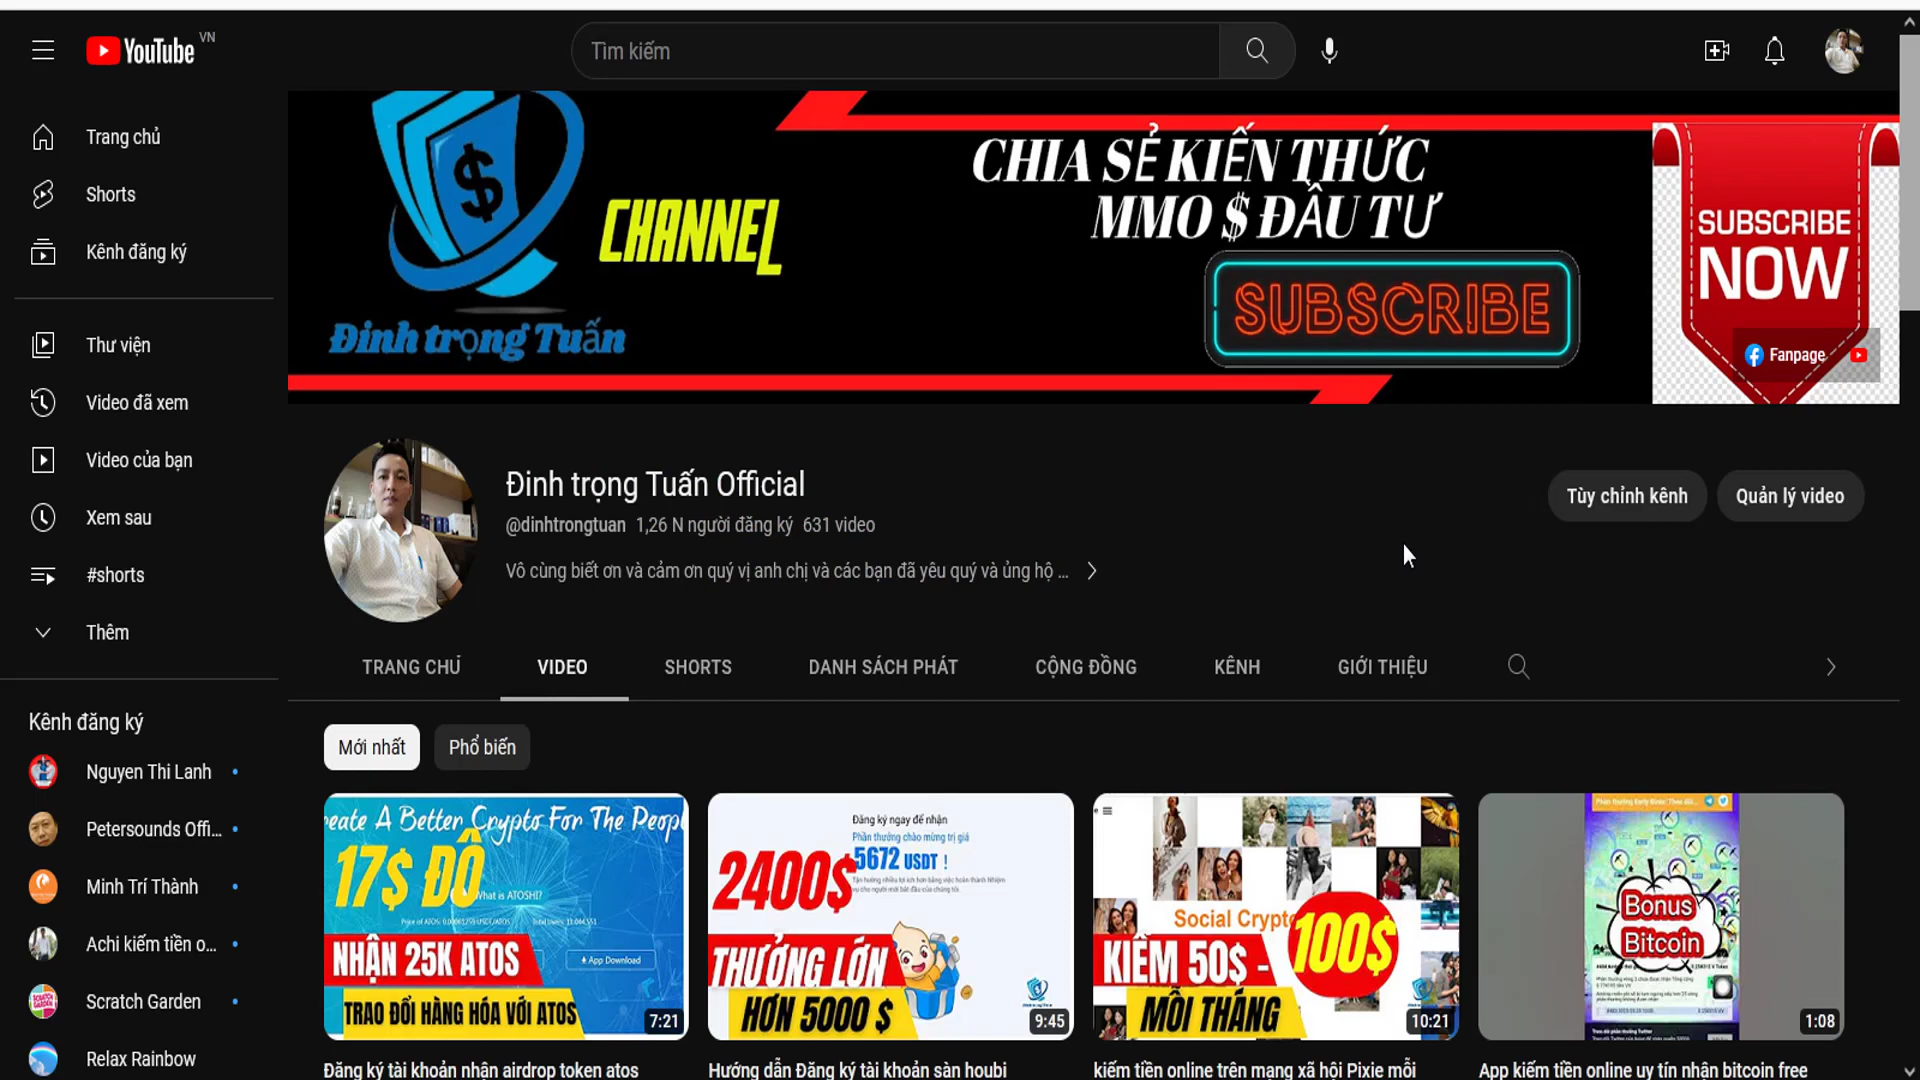 YouTube VN
Tìm kiếm
Trang chủ
Shorts
Kênh đăng ký
Thư viện
Video đã xem
Video của bạn
Xem sau
#shorts
Thêm
Kênh đăng ký
Nguyen Thi Lanh
Petersounds Offi...
Minh Trí Thành
Achi kiếm tiền o...
Scratch Garden
Relax Rainbow
$
CHANNEL
Đinh trọng Tuấn
CHIA SẺ KIẾN THỨC
MMO $ ĐẦU TƯ
SUBSCRIBE
SUBSCRIBE
NOW
Fanpage
Đinh trọng Tuấn Official
@dinhtrongtuan 1,26 N người đăng ký 631 video
Vô cùng biết ơn và cảm ơn quý vị anh chị và các bạn đã yêu quý và ủng hộ ...
Tùy chỉnh kênh
Quản lý video
TRANG CHỦ
VIDEO
SHORTS
DANH SÁCH PHÁT
CỘNG ĐỒNG
KÊNH
GIỚI THIỆU
Mới nhất
Phổ biến
eate A Better Crypto For The Peopl
17$ ĐÔ
What is ATOSHI?
NHẬN 25K ATOS
App Download
TRAO ĐỔI HÀNG HÓA VỚI ATOS
7:21
Đăng ký tài khoản nhận airdrop token atos
Đăng ký ngay để nhận
Phần thưởng chào mừng trị giá
5672 USDT !
2400$
THƯỞNG LỚN
HƠN 5000 $
9:45
Hướng dẫn Đăng ký tài khoản sàn houbi
Social Crypto
100$
KIẾM 50$ -
MỖI THÁNG
10:21
kiếm tiền online trên mạng xã hội Pixie mỗi
Bonus
Bitcoin
1:08
App kiếm tiền online uy tín nhận bitcoin free